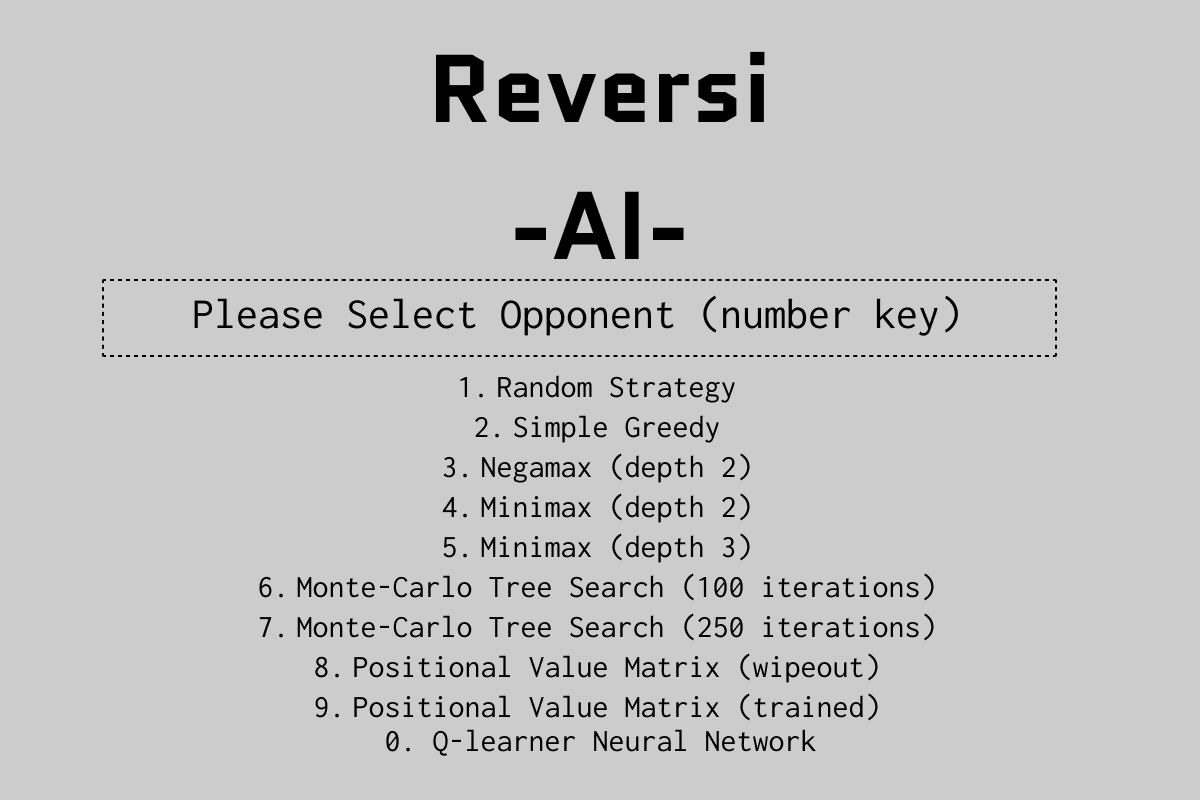 Reversi
-AI-
Please Select Opponent (number key)
1. Random Strategy
2. Simple Greedy
3. Negamax (depth 2)
4. Minimax (depth 2)
5. Minimax (depth 3)
6. Monte-Carlo Tree Search (100 iterations)
7. Monte-Carlo Tree Search (250 iterations)
8. Positional Value Matrix (wipeout)
9. Positional Value Matrix (trained)
0. Q-learner Neural Network